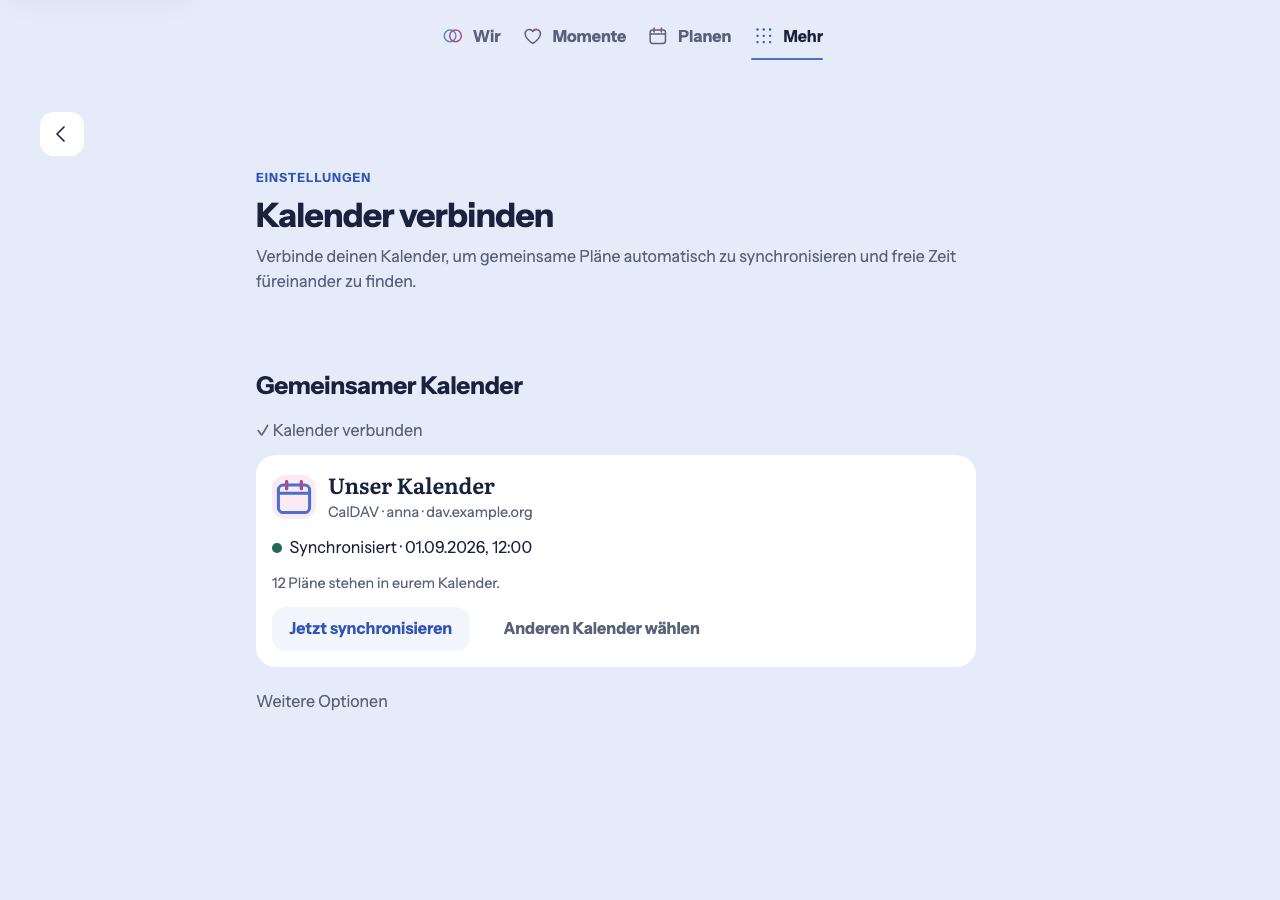 Wir Momente Planen Mehr
EINSTELLUNGEN
Kalender verbinden
Verbinde deinen Kalender, um gemeinsame Pläne automatisch zu synchronisieren und freie Zeit
füreinander zu finden.
Gemeinsamer Kalender
✓ Kalender verbunden
Unser Kalender
CalDAV · anna · dav.example.org
Synchronisiert · 01.09.2026, 12:00
12 Pläne stehen in eurem Kalender.
Jetzt synchronisieren Anderen Kalender wählen
Weitere Optionen